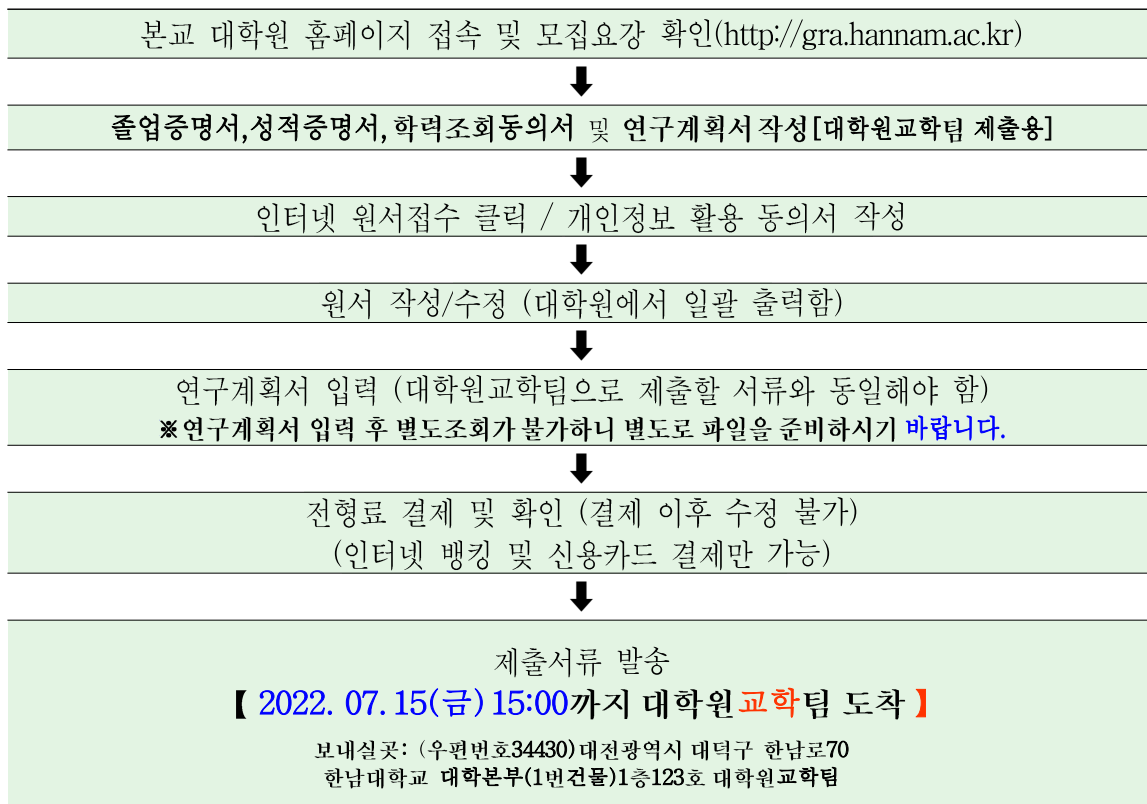 본교 대학원 홈페이지 접속 및 모집요강 확인(http://gra.hannam.ac.kr)
졸업증명서,성적증명서, 학력조회동의서 및 연구계획서 작성[대학원교학팀 제출용]
인터넷 원서접수 클릭 / 개인정보 활용 동의서 작성
원서 작성/수정 (대학원에서 일괄 출력함)
연구계획서 입력 (대학원교학팀으로 제출할 서류와 동일해야 함)
※연구계획서 입력 후 별도조회가 불가하니 별도로 파일을 준비하시기 바랍니다.
전형료 결제 및 확인 (결제 이후 수정 불가)
(인터넷 뱅킹 및 신용카드 결제만 가능)
제출서류 발송
【 2022. 07. 15(금) 15:00까지 대학원교학팀 도착 】
보내실곳: (우편번호34430)대전광역시 대덕구 한남로70
한남대학교 대학본부(1번건물)1층123호 대학원교학팀